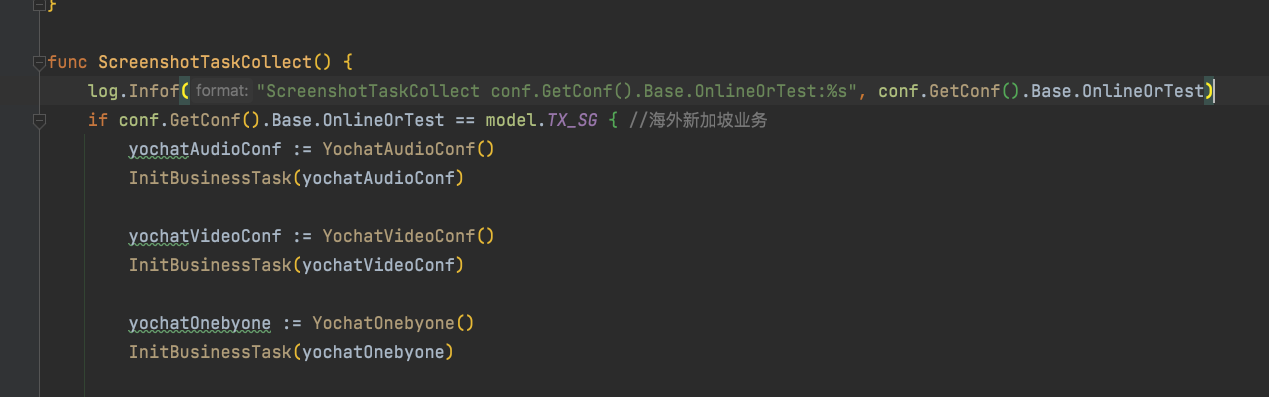 }
func ScreenshotTaskCollect() {
log.Infof( format: "ScreenshotTaskCollect conf.GetConf().Base.OnlineOrTest:%s", conf.GetConf().Base.OnlineOrTest)
if conf.GetConf().Base.OnlineOrTest == model.TX_SG { //海外新加坡业务
yochatAudioConf := YochatAudioConf()
InitBusinessTask(yochatAudioConf)
yochatVideoConf := YochatVideoConf()
InitBusinessTask(yochatVideoConf)
yochatOnebyone := YochatOnebyone()
InitBusinessTask(yochatOnebyone)